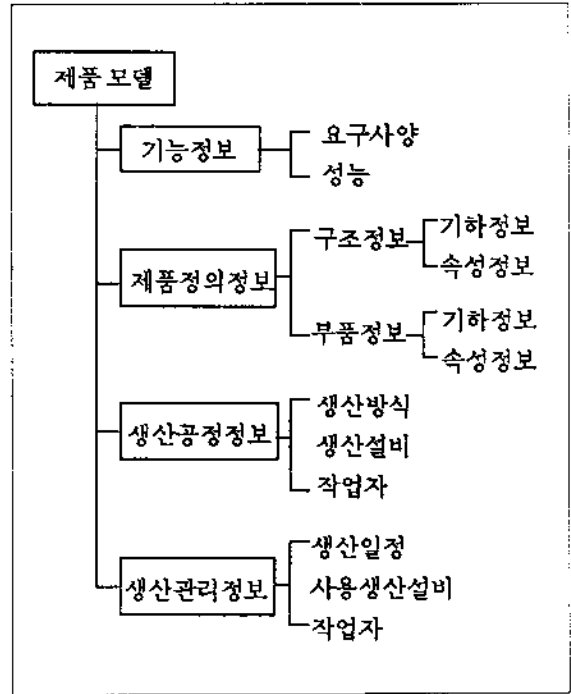 제품 모델
기능정보
요구사양
성능
제품정의정보
구조정보
기하정보
속성정보
부품정보
기하정보
속성정보
생산공정정보
생산방식
생산설비
작업자
생산관리정보
생산일정
사용생산설비
작업자